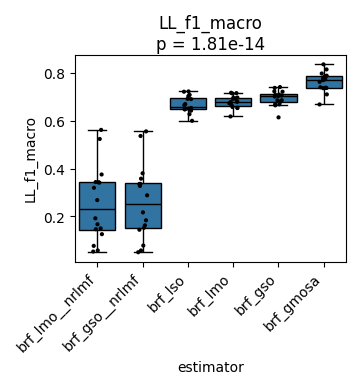 LL_f1_macro
p = 1.81e-14
LL_f1_macro
0.8
0.6
0.4
0.2
brf_lmo__nrlmf
brf_gso__nrlmf
brf_lso
brf_lmo
brf_gso
brf_gmosa
estimator